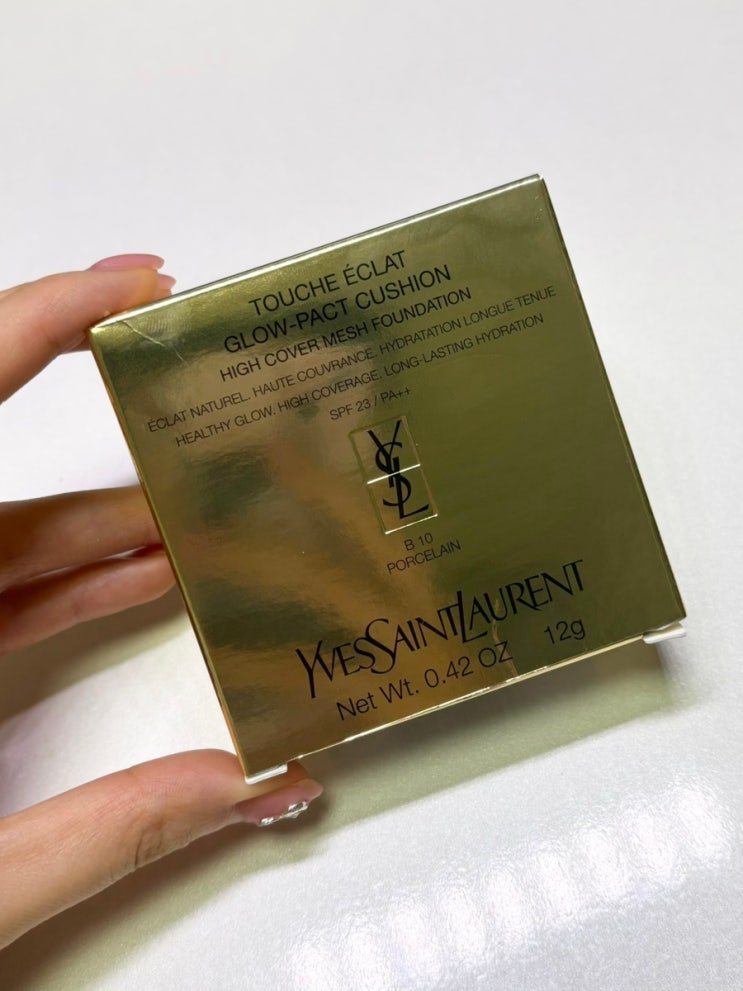 TOUCHE ÉCLAT
GLOW-PACT CUSHION
HIGH COVER MESH FOUNDATION
ÉCLAT NATUREL. HAUTE COUVRANCE. HYDRATATION LONGUE TENUE
HEALTHY GLOW. HIGH COVERAGE. LONG-LASTING HYDRATION
SPF 23 / PA++
YSL
B 10
PORCELAIN
YVESSAINTLAURENT
Net Wt. 0.42 OZ 12g